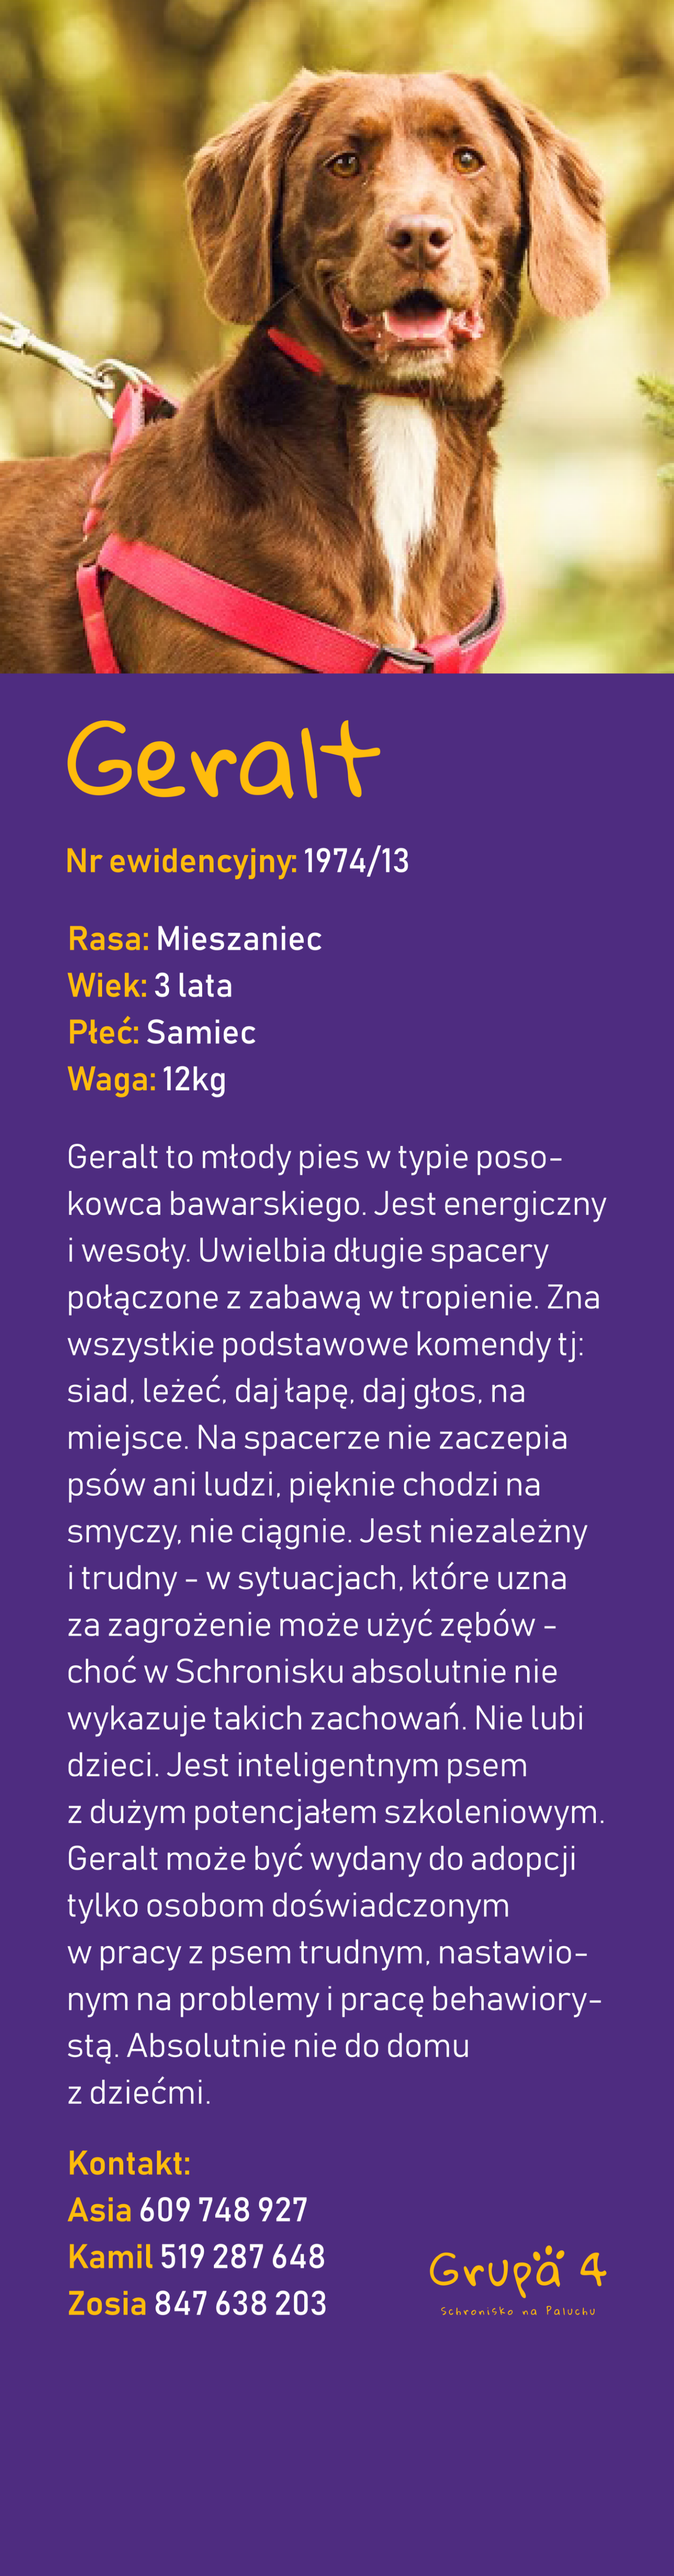 Geralt
Nr ewidencyjny: 1974/13
Rasa: Mieszaniec
Wiek: 3 lata
Płeć: Samiec
Waga: 12kg
Geralt to młody pies w typie poso-
kowca bawarskiego. Jest energiczny
i wesoły. Uwielbia długie spacery
połączone z zabawą w tropienie. Zna
wszystkie podstawowe komendy tj:
siad, leżeć, daj łapę, daj głos, na
miejsce. Na spacerze nie zaczepia
psów ani ludzi, pięknie chodzi na
smyczy, nie ciągnie. Jest niezależny
i trudny - w sytuacjach, które uzna
za zagrożenie może użyć zębów -
choć w Schronisku absolutnie nie
wykazuje takich zachowań. Nie lubi
dzieci. Jest inteligentnym psem
z dużym potencjałem szkoleniowym.
Geralt może być wydany do adopcji
tylko osobom doświadczonym
w pracy z psem trudnym, nastawio-
nym na problemy i pracę behawiory-
stą. Absolutnie nie do domu
z dziećmi.
Kontakt:
Asia 609 748 927
Kamil 519 287 648
Zosia 847 638 203
Grupa 4
Schronisko na Paluchu